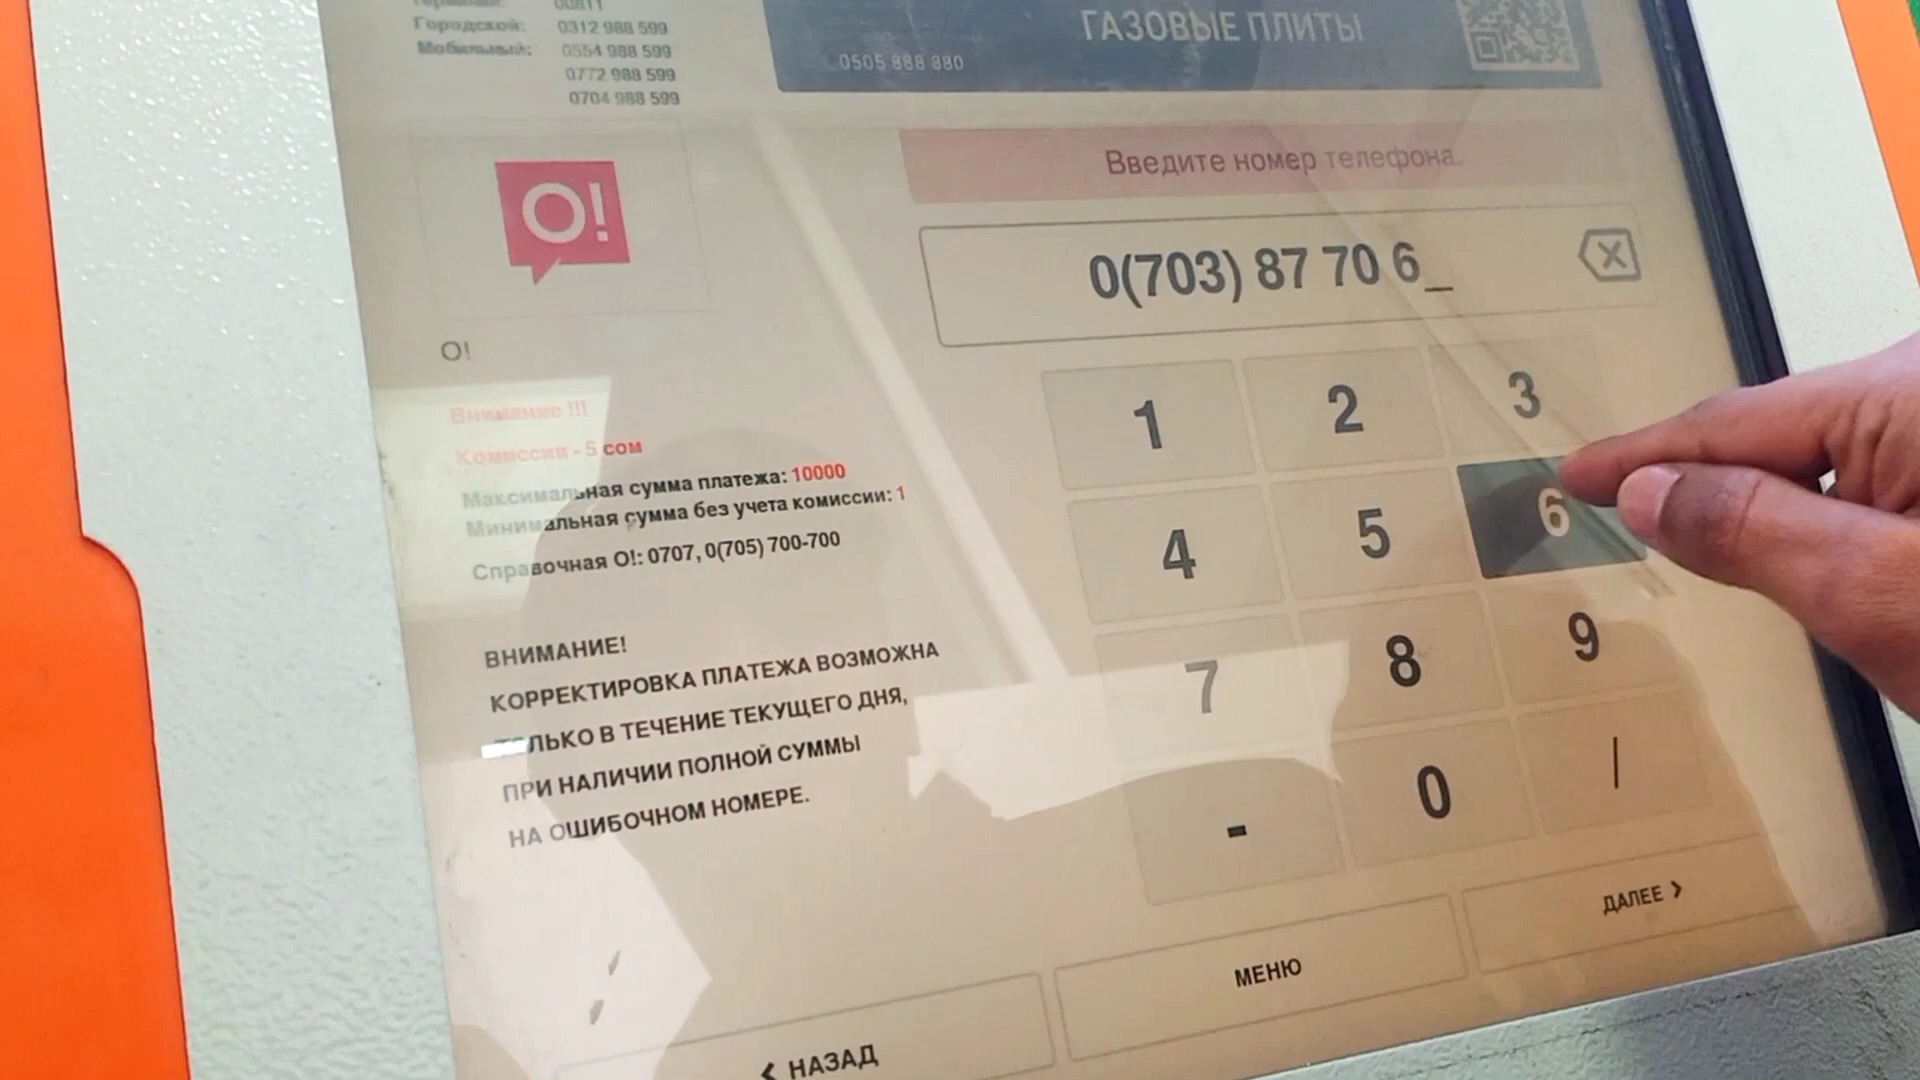 00811
Городской: 0312 988 599
Мобильный: 0554 988 599
0772 988 599
0704 988 599
ГАЗОВЫЕ ПЛИТЫ
0505 888 880
O!
O!
Внимание !!!
Комиссия - 5 сом
Максимальная сумма платежа: 10000
Минимальная сумма без учета комиссии: 1
Справочная О!: 0707, 0(705) 700-700
ВНИМАНИЕ!
КОРРЕКТИРОВКА ПЛАТЕЖА ВОЗМОЖНА
ТОЛЬКО В ТЕЧЕНИЕ ТЕКУЩЕГО ДНЯ,
ПРИ НАЛИЧИИ ПОЛНОЙ СУММЫ
НА ОШИБОЧНОМ НОМЕРЕ.
Введите номер телефона.
0(703) 87 70 6_
1 2 3
4 5 6
7 8 9
- 0 /
< НАЗАД
МЕНЮ
ДАЛЕЕ >